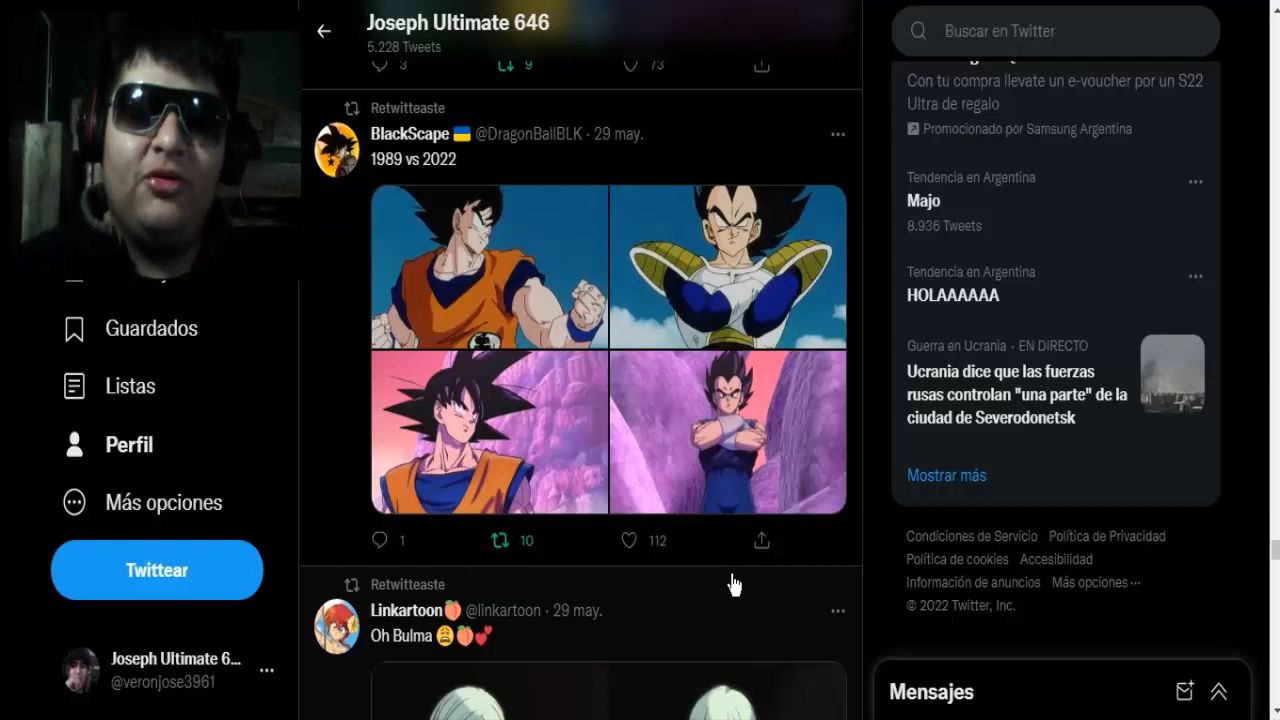 Joseph Ultimate 646
5.228 Tweets
3 9 73
Retwitteaste
BlackScape @DragonBallBLK · 29 may.
1989 vs 2022
1 10 112
Retwitteaste
Linkartoon @linkartoon · 29 may.
Oh Bulma
Guardados
Listas
Perfil
Más opciones
Twittear
Joseph Ultimate 6...
@veronjose3961
Buscar en Twitter
Con tu compra llevate un e-voucher por un S22
Ultra de regalo
Promocionado por Samsung Argentina
Tendencia en Argentina
Majo
8.936 Tweets
Tendencia en Argentina
HOLAAAAAA
Guerra en Ucrania · EN DIRECTO
Ucrania dice que las fuerzas
rusas controlan "una parte" de la
ciudad de Severodonetsk
Mostrar más
Condiciones de Servicio Política de Privacidad
Política de cookies Accesibilidad
Información de anuncios Más opciones ···
© 2022 Twitter, Inc.
Mensajes